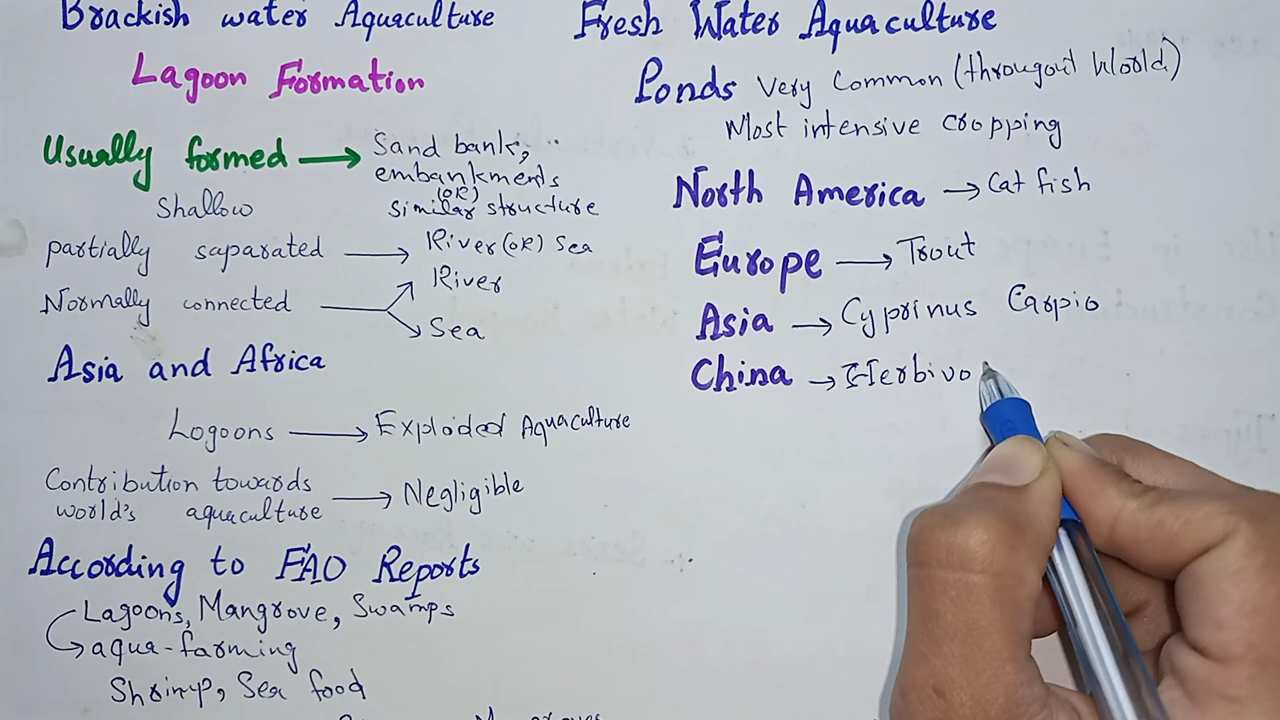 Brackish water Aquaculture
Lagoon Formation
Usually formed → Sand bank,
embankments
(OR)
Similar structure
Shallow
partially saparated → River (OR) Sea
Normally connected → River
→ Sea
Asia and Africa
Logoons → Exploded Aquaculture
Contribution towards
world's aquaculture → Negligible
According to FAO Reports
Lagoons, Mangrove, Swamps
→ aqua-farming
Shrimp, Sea food
Fresh Water Aquaculture
Ponds Very Common (througout World)
Most intensive cropping
North America → Cat fish
Europe → Trout
Asia → Cyprinus Carpio
China → Herbivo